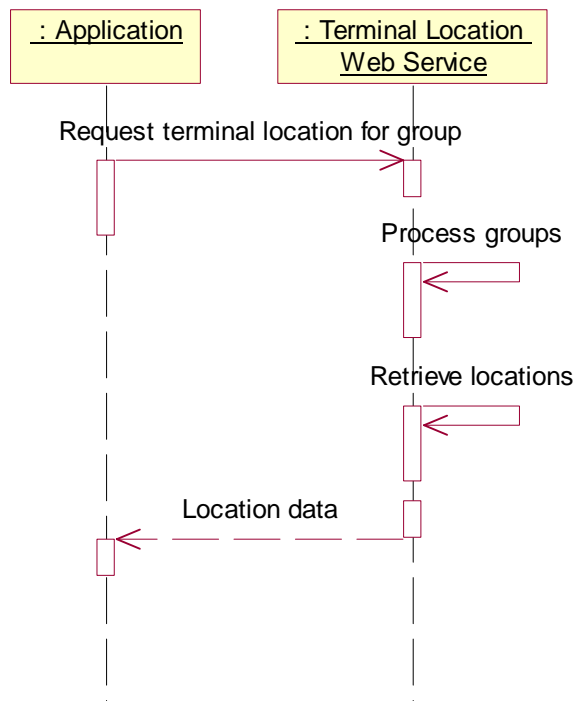 : Application
: Terminal Location
Web Service
Request terminal location for group
Process groups
Retrieve locations
Location data